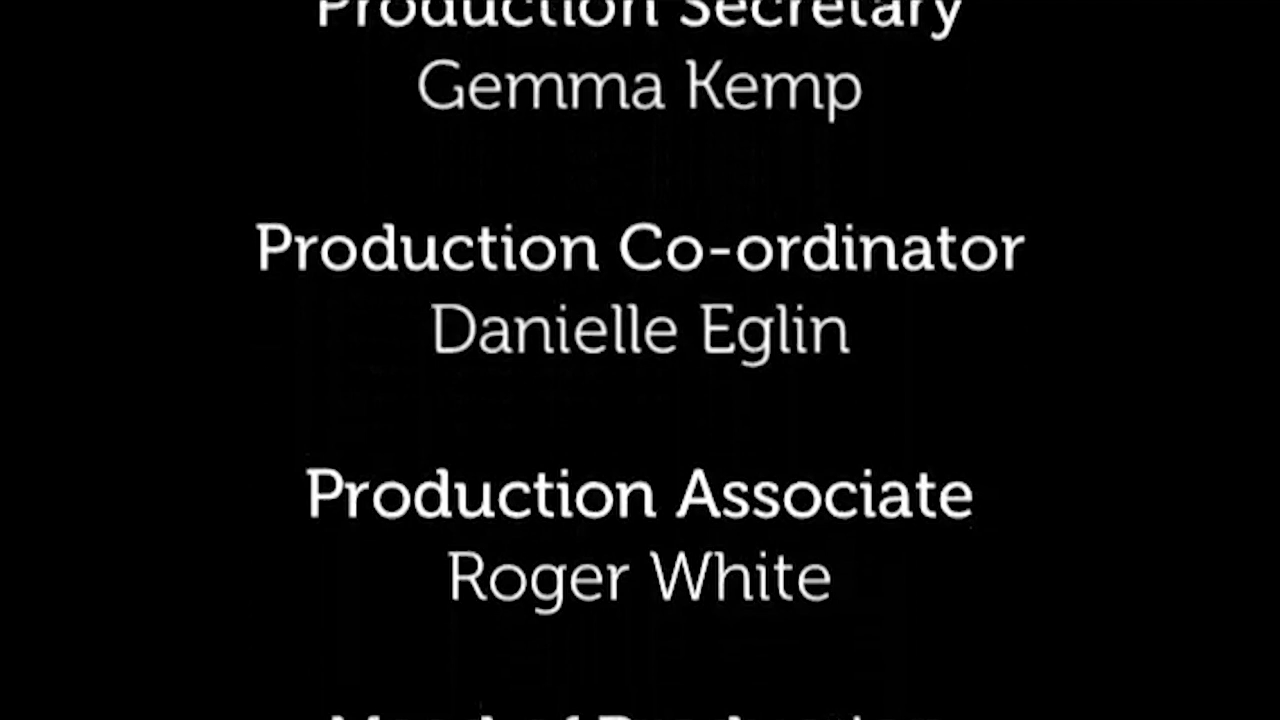 Production Secretary
Gemma Kemp
Production Co-ordinator
Danielle Eglin
Production Associate
Roger White